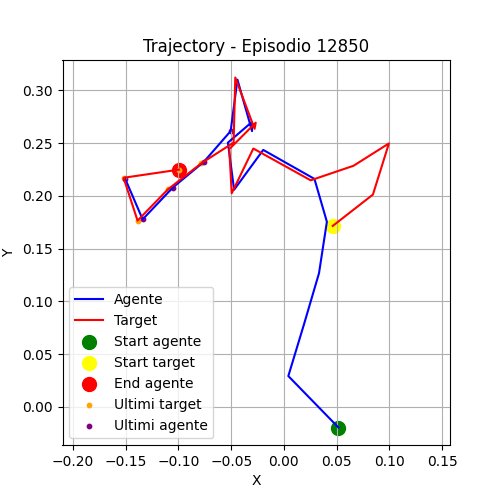 Trajectory - Episodio 12850
Y
0.30
0.25
0.20
0.15
0.10
0.05
0.00
Agente
Target
Start agente
Start target
End agente
Ultimi target
Ultimi agente
−0.20 −0.15 −0.10 −0.05 0.00 0.05 0.10 0.15
X